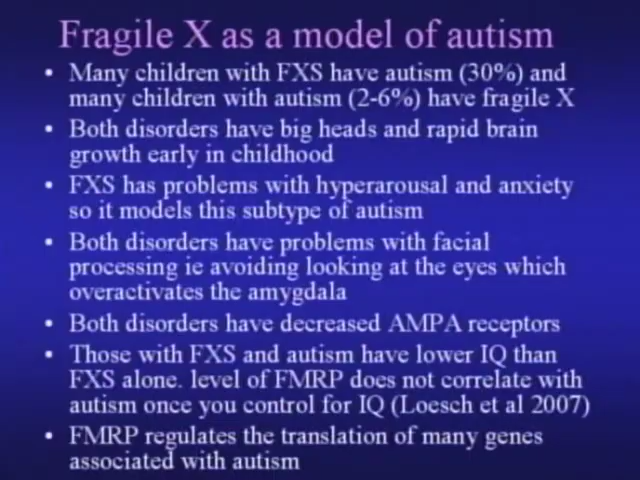 Fragile X as a model of autism
• Many children with FXS have autism (30%) and
many children with autism (2-6%) have fragile X
• Both disorders have big heads and rapid brain
growth early in childhood
• FXS has problems with hyperarousal and anxiety
so it models this subtype of autism
• Both disorders have problems with facial
processing ie avoiding looking at the eyes which
overactivates the amygdala
• Both disorders have decreased AMPA receptors
• Those with FXS and autism have lower IQ than
FXS alone. level of FMRP does not correlate with
autism once you control for IQ (Loesch et al 2007)
• FMRP regulates the translation of many genes
associated with autism